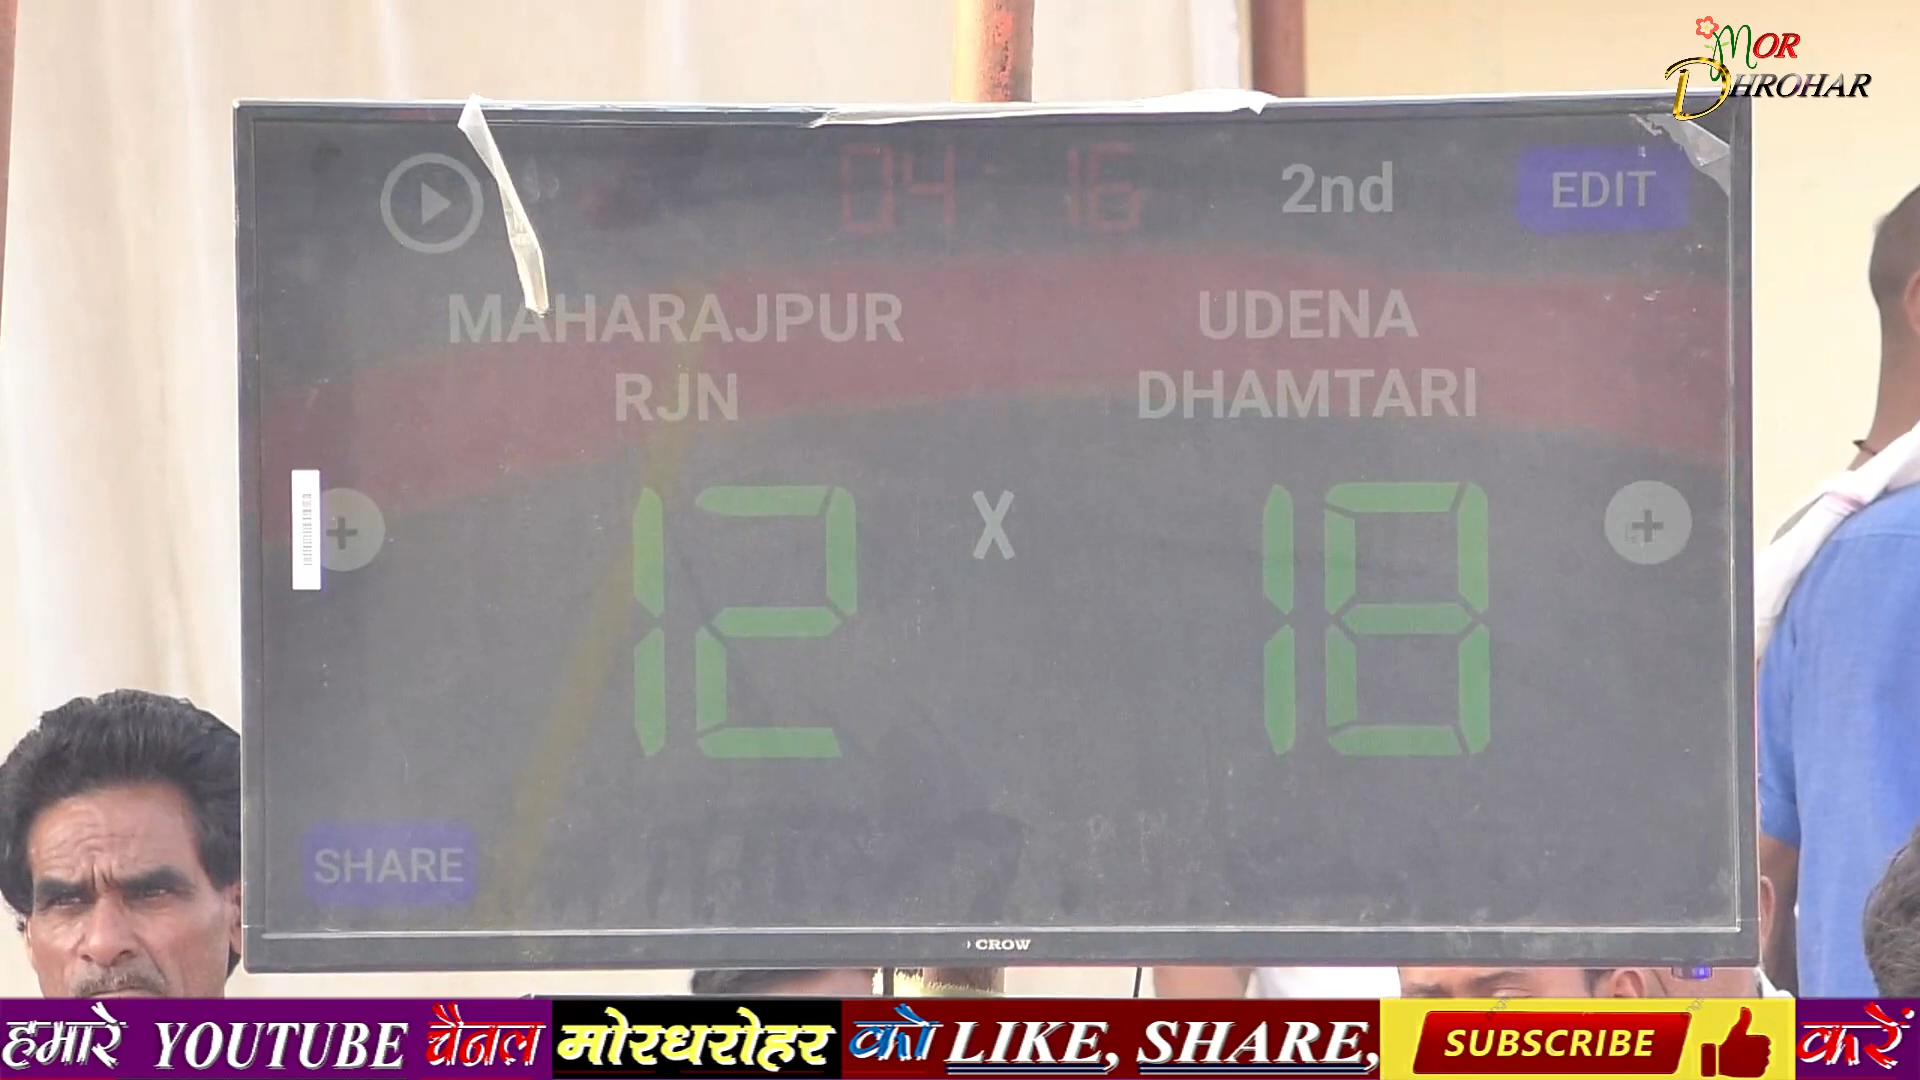 MOR
DHROHAR
04 16 2nd EDIT
MAHARAJPUR
RJN
UDENA
DHAMTARI
+ 12 X 18 +
SHARE
CROW
हमारे YOUTUBE चैनल मोरधरोहर को LIKE, SHARE, SUBSCRIBE करें